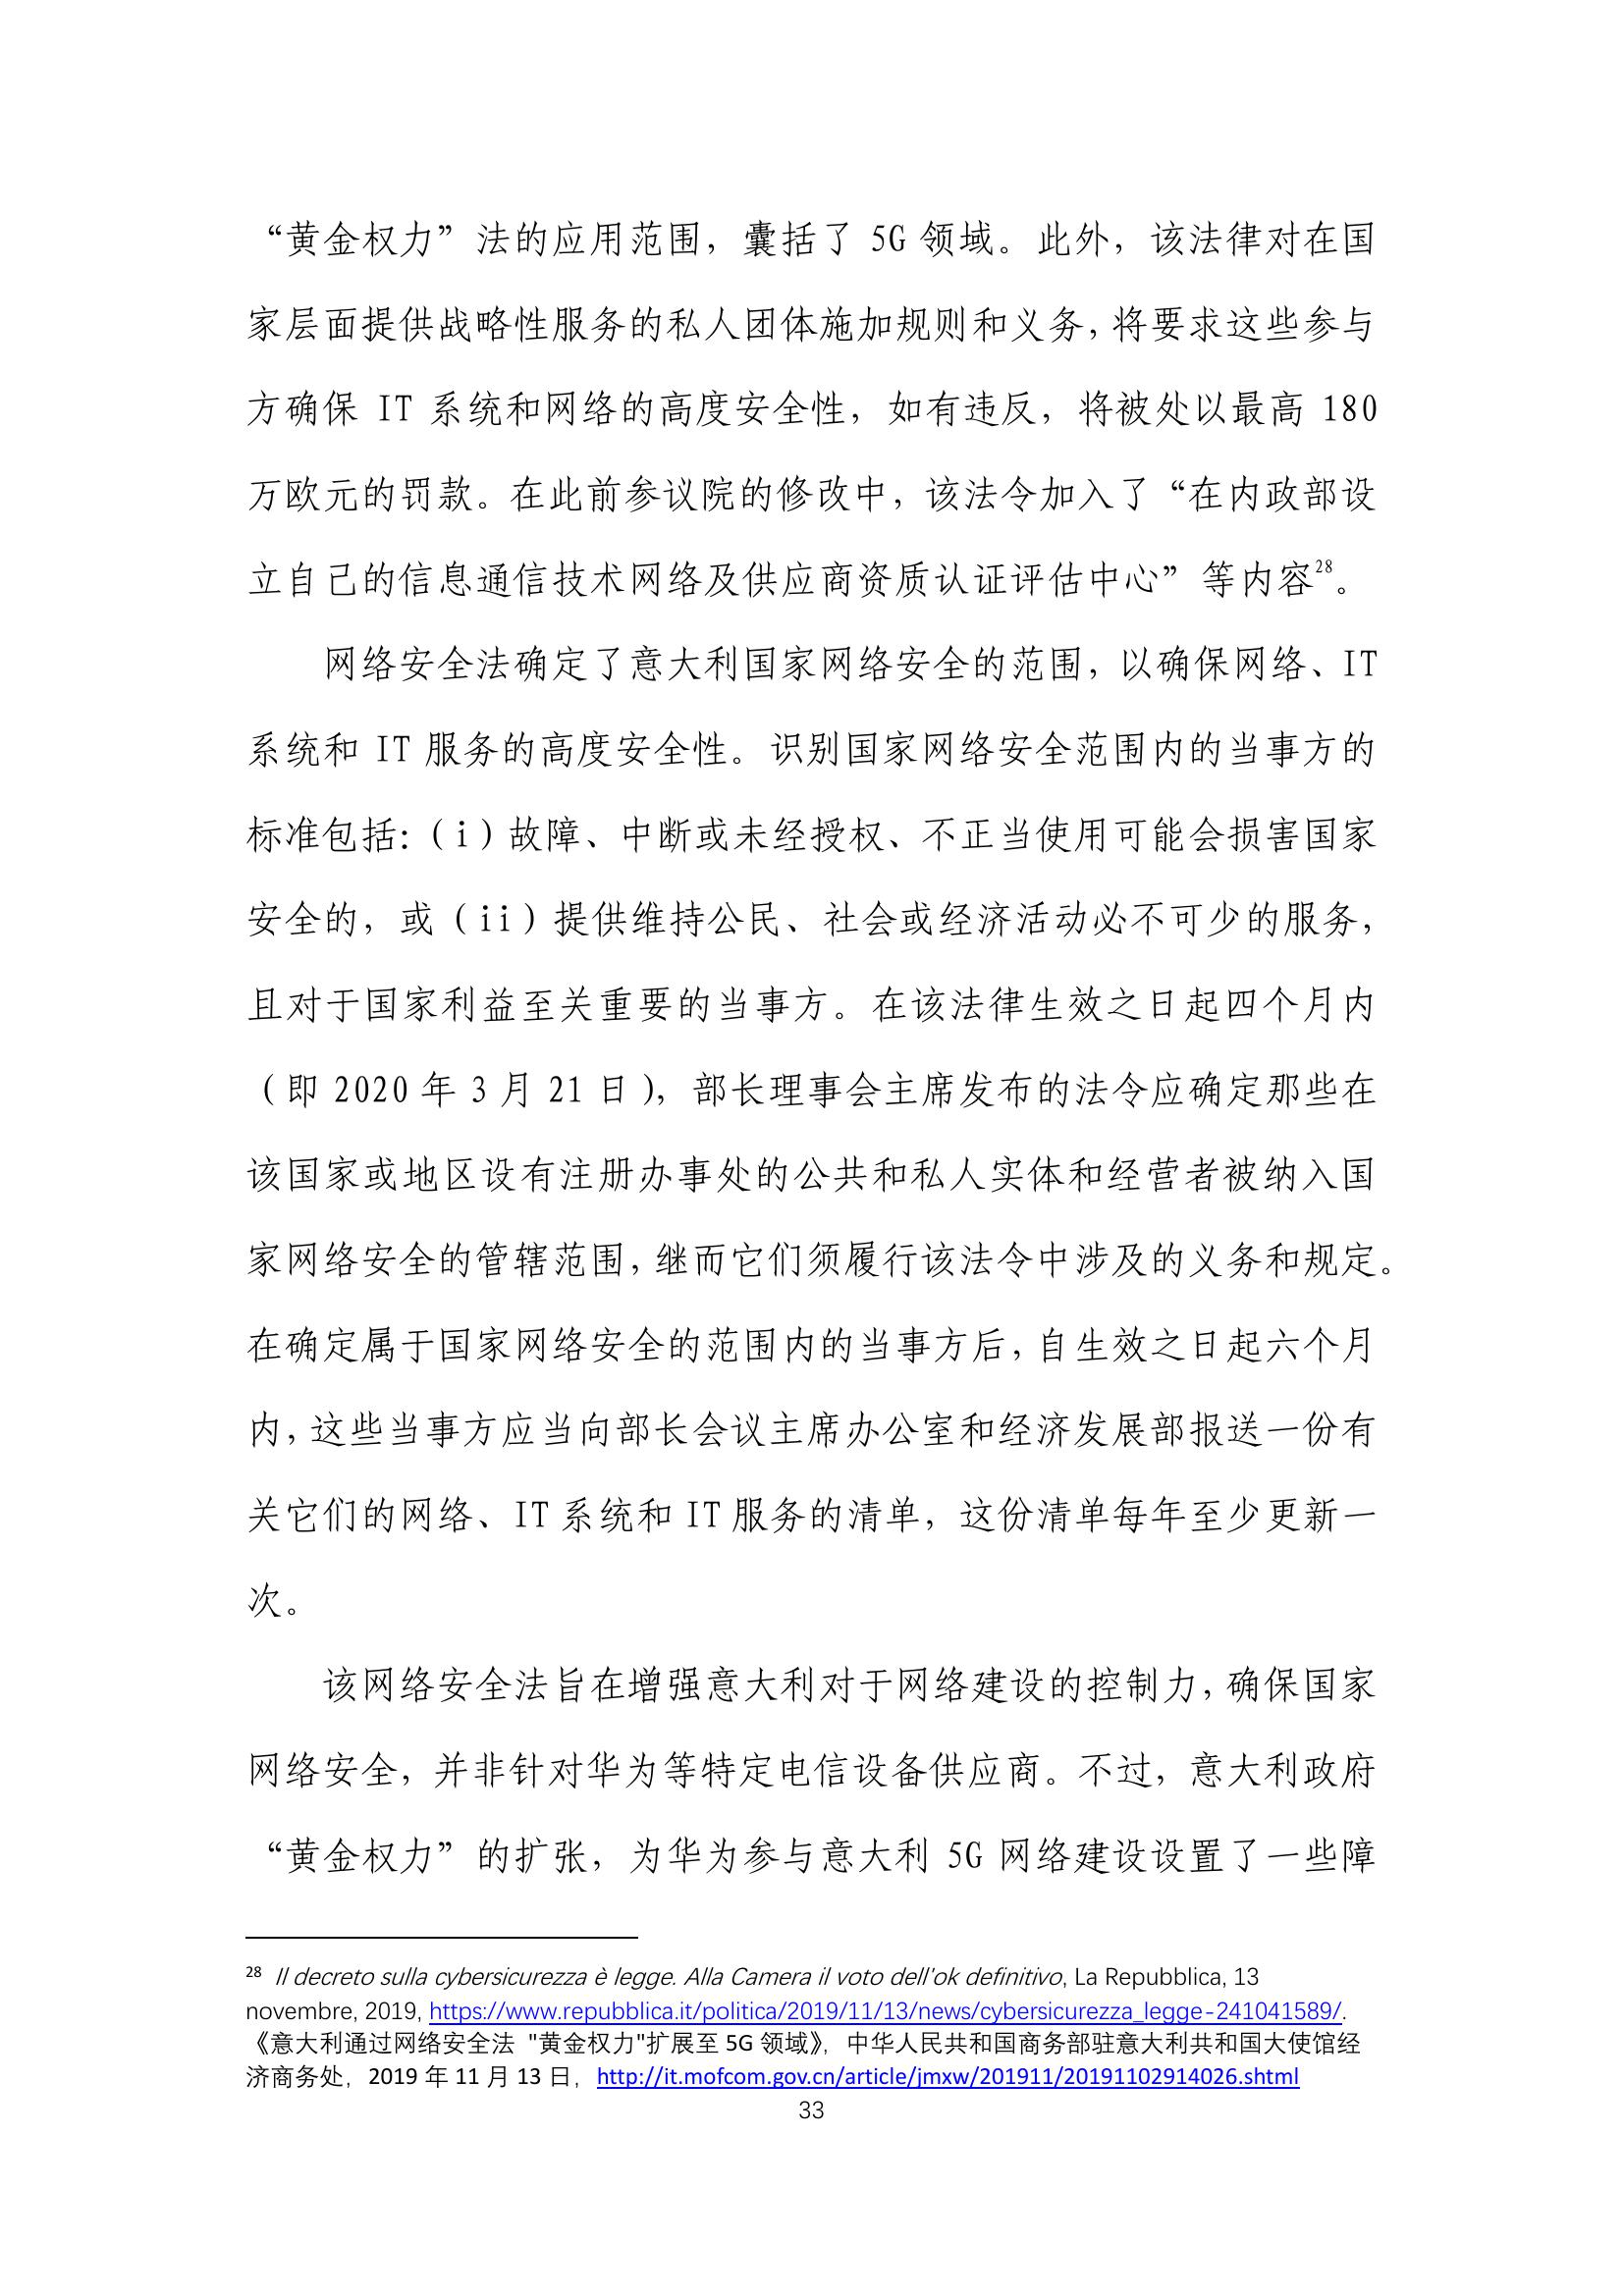 “黄金权力”法的应用范围，囊括了 5G 领域。此外，该法律对在国
家层面提供战略性服务的私人团体施加规则和义务，将要求这些参与
方确保 IT 系统和网络的高度安全性，如有违反，将被处以最高 180
万欧元的罚款。在此前参议院的修改中，该法令加入了“在内政部设
立自己的信息通信技术网络及供应商资质认证评估中心”等内容28。
网络安全法确定了意大利国家网络安全的范围，以确保网络、IT
系统和 IT 服务的高度安全性。识别国家网络安全范围内的当事方的
标准包括：（i）故障、中断或未经授权、不正当使用可能会损害国家
安全的，或（ii）提供维持公民、社会或经济活动必不可少的服务，
且对于国家利益至关重要的当事方。在该法律生效之日起四个月内
（即 2020 年 3 月 21 日），部长理事会主席发布的法令应确定那些在
该国家或地区设有注册办事处的公共和私人实体和经营者被纳入国
家网络安全的管辖范围，继而它们须履行该法令中涉及的义务和规定。
在确定属于国家网络安全的范围内的当事方后，自生效之日起六个月
内，这些当事方应当向部长会议主席办公室和经济发展部报送一份有
关它们的网络、IT 系统和 IT 服务的清单，这份清单每年至少更新一
次。
该网络安全法旨在增强意大利对于网络建设的控制力，确保国家
网络安全，并非针对华为等特定电信设备供应商。不过，意大利政府
“黄金权力”的扩张，为华为参与意大利 5G 网络建设设置了一些障
28 Il decreto sulla cybersicurezza è legge. Alla Camera il voto dell'ok definitivo, La Repubblica, 13
novembre, 2019, https://www.repubblica.it/politica/2019/11/13/news/cybersicurezza_legge-241041589/.
《意大利通过网络安全法 "黄金权力"扩展至 5G 领域》，中华人民共和国商务部驻意大利共和国大使馆经
济商务处，2019 年 11 月 13 日，http://it.mofcom.gov.cn/article/jmxw/201911/20191102914026.shtml
33